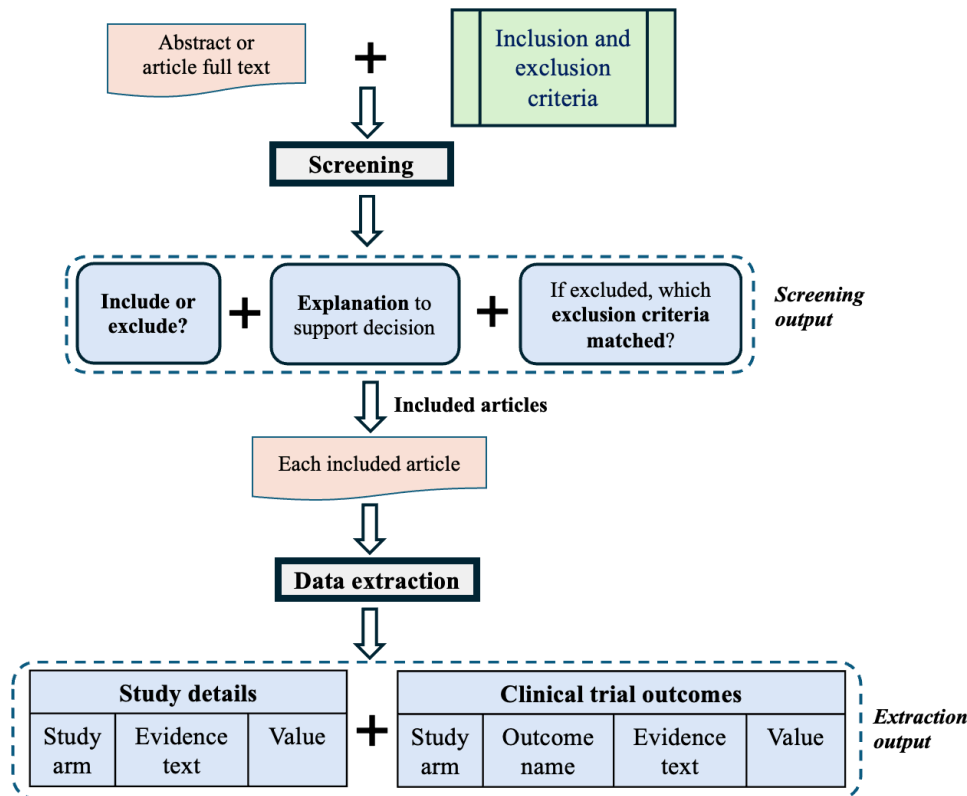 Abstract or
article full text
+
Inclusion and
exclusion
criteria
Screening
Include or
exclude?
+
Explanation to
support decision
+
If excluded, which
exclusion criteria
matched?
Screening
output
Included articles
Each included article
Data extraction
Study details
Study
arm
Evidence
text
Value
+
Clinical trial outcomes
Study
arm
Outcome
name
Evidence
text
Value
Extraction
output